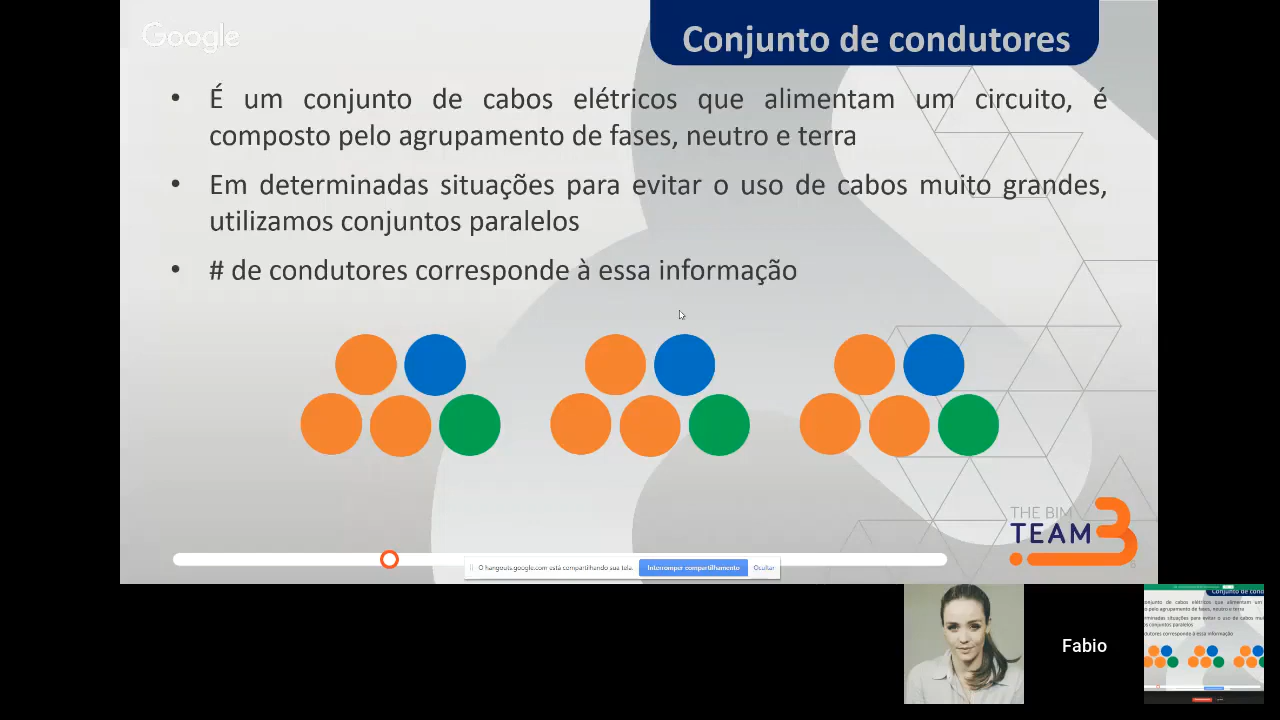 Google
Conjunto de condutores
• É um conjunto de cabos elétricos que alimentam um circuito, é
composto pelo agrupamento de fases, neutro e terra
• Em determinadas situações para evitar o uso de cabos muito grandes,
utilizamos conjuntos paralelos
• # de condutores corresponde à essa informação
THE BIM
TEAM
O hangouts.google.com está compartilhando sua tela. Interromper compartilhamento Ocultar
Fabio